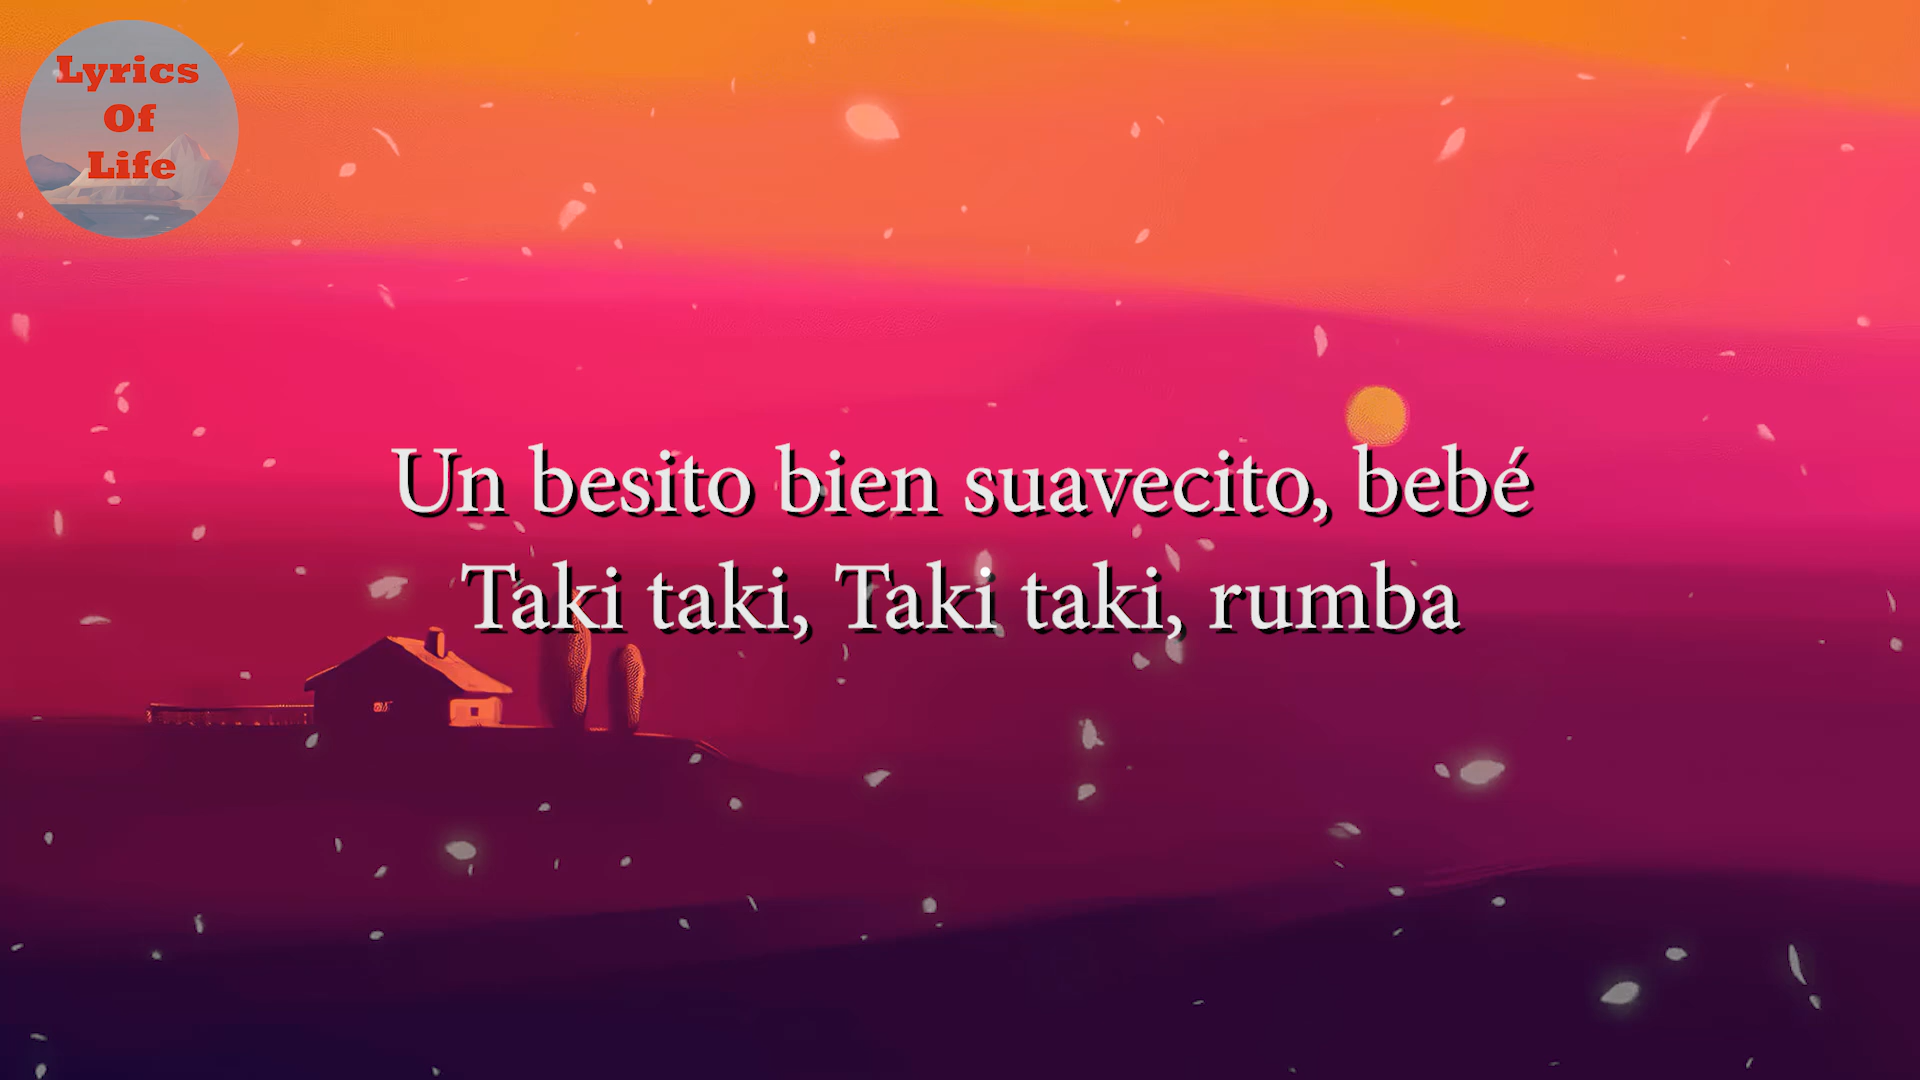 Lyrics
Of
Life
Un besito bien suavecito, bebé
Taki taki, Taki taki, rumba